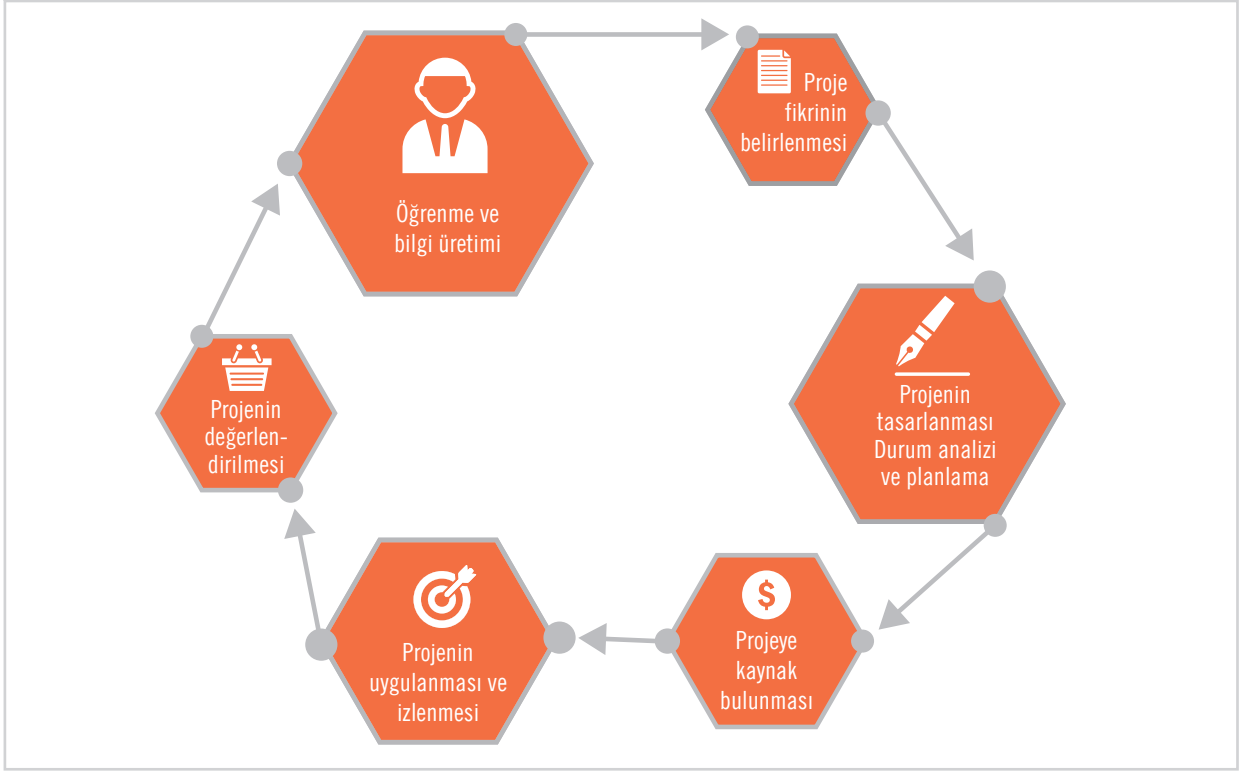 Öğrenme ve
bilgi üretimi
Proje
fikrinin
belirlenmesi
Projenin
tasarlanması
Durum analizi
ve planlama
$
Projeye
kaynak
bulunması
Projenin
uygulanması ve
izlenmesi
Projenin
değerlen-
dirilmesi